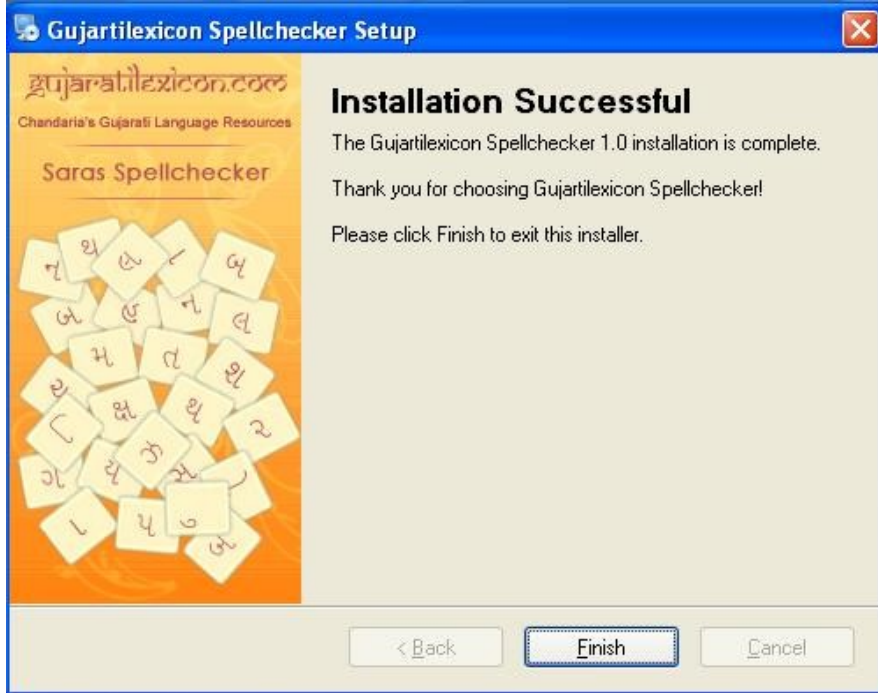 Gujartilexicon Spellchecker Setup
gujaratilexicon.com
Chandaria's Gujarati Language Resources
Saras Spellchecker
Installation Successful
The Gujartilexicon Spellchecker 1.0 installation is complete.
Thank you for choosing Gujartilexicon Spellchecker!
Please click Finish to exit this installer.
થ
જ
બ
બ
ન
લ
મ
ત
શ
ક્ષ
થ
ર
ગ
ઝ
સ
પ
બ
< Back
Finish
Cancel